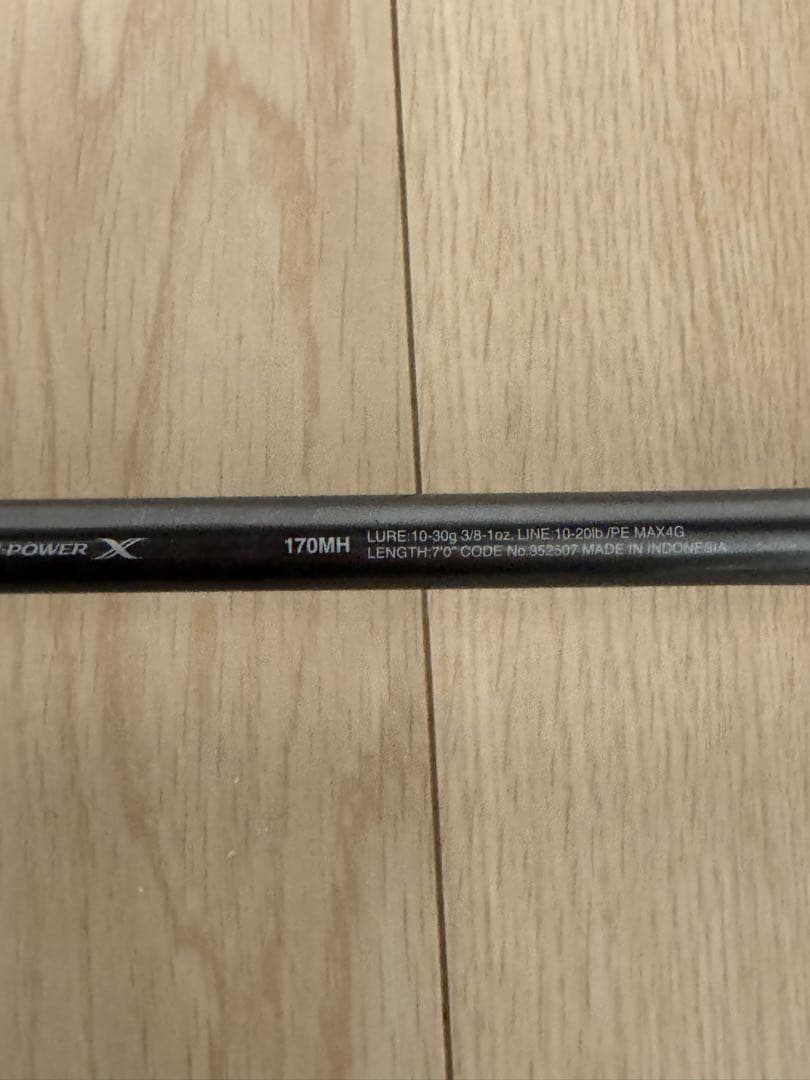 POWER X
170MH
LURE:10-30g 3/8-1oz. LINE:10-20lb./PE MAX4G
LENGTH:7'0" CODE No.352507 MADE IN INDONESIA